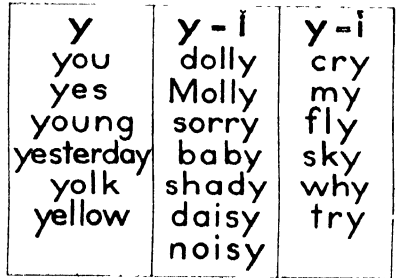 y
you
yes
young
yesterday
yolk
yellow
y - ĭ
dolly
Molly
sorry
baby
shady
daisy
noisy
y = ī
cry
my
fly
sky
why
try